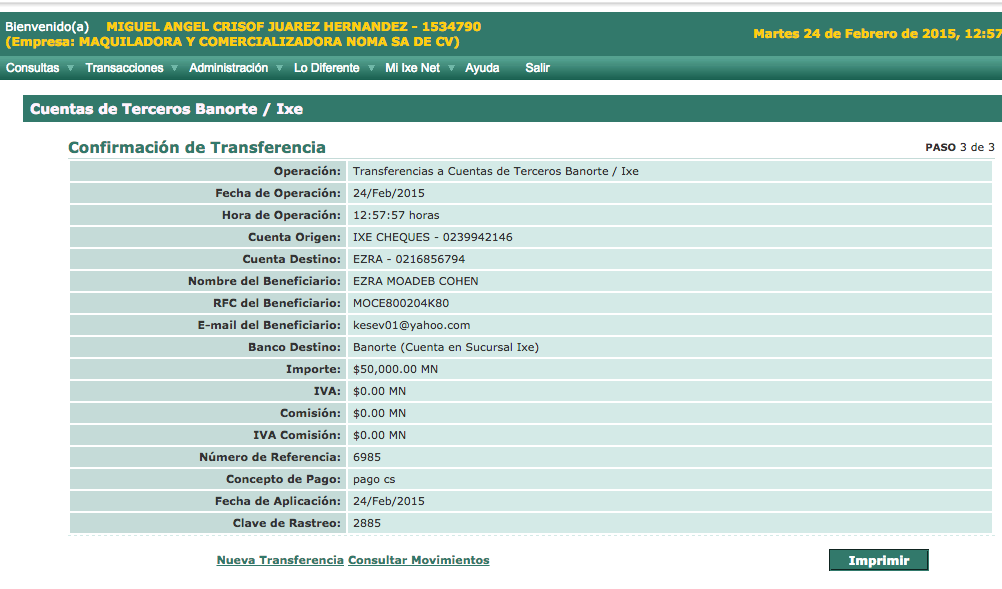 Bienvenido(a) MIGUEL ANGEL CRISOF JUAREZ HERNANDEZ - 1534790
(Empresa: MAQUILADORA Y COMERCIALIZADORA NOMA SA DE CV)
Martes 24 de Febrero de 2015, 12:57
Consultas Transacciones Administración Lo Diferente Mi Ixe Net Ayuda Salir
Cuentas de Terceros Banorte / Ixe
Confirmación de Transferencia PASO 3 de 3
Operación: Transferencias a Cuentas de Terceros Banorte / Ixe
Fecha de Operación: 24/Feb/2015
Hora de Operación: 12:57:57 horas
Cuenta Origen: IXE CHEQUES - 0239942146
Cuenta Destino: EZRA - 0216856794
Nombre del Beneficiario: EZRA MOADEB COHEN
RFC del Beneficiario: MOCE800204K80
E-mail del Beneficiario: kesev01@yahoo.com
Banco Destino: Banorte (Cuenta en Sucursal Ixe)
Importe: $50,000.00 MN
IVA: $0.00 MN
Comisión: $0.00 MN
IVA Comisión: $0.00 MN
Número de Referencia: 6985
Concepto de Pago: pago cs
Fecha de Aplicación: 24/Feb/2015
Clave de Rastreo: 2885
Nueva Transferencia Consultar Movimientos Imprimir